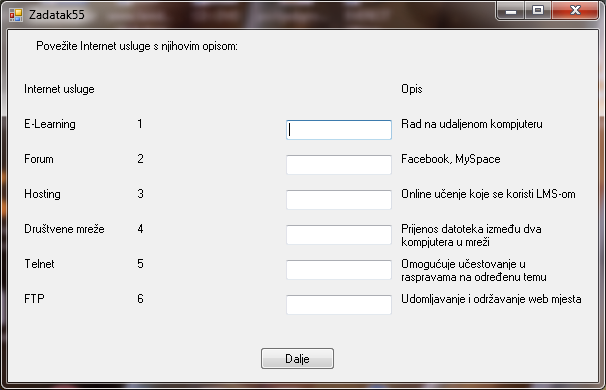 Zadatak55
Povežite Internet usluge s njihovim opisom:
Internet usluge Opis
E-Learning 1 Rad na udaljenom kompjuteru
Forum 2 Facebook, MySpace
Hosting 3 Online učenje koje se koristi LMS-om
Društvene mreže 4 Prijenos datoteka između dva
kompjutera u mreži
Telnet 5 Omogućuje učestovanje u
raspravama na određenu temu
FTP 6 Udomljavanje i održavanje web mjesta
Dalje